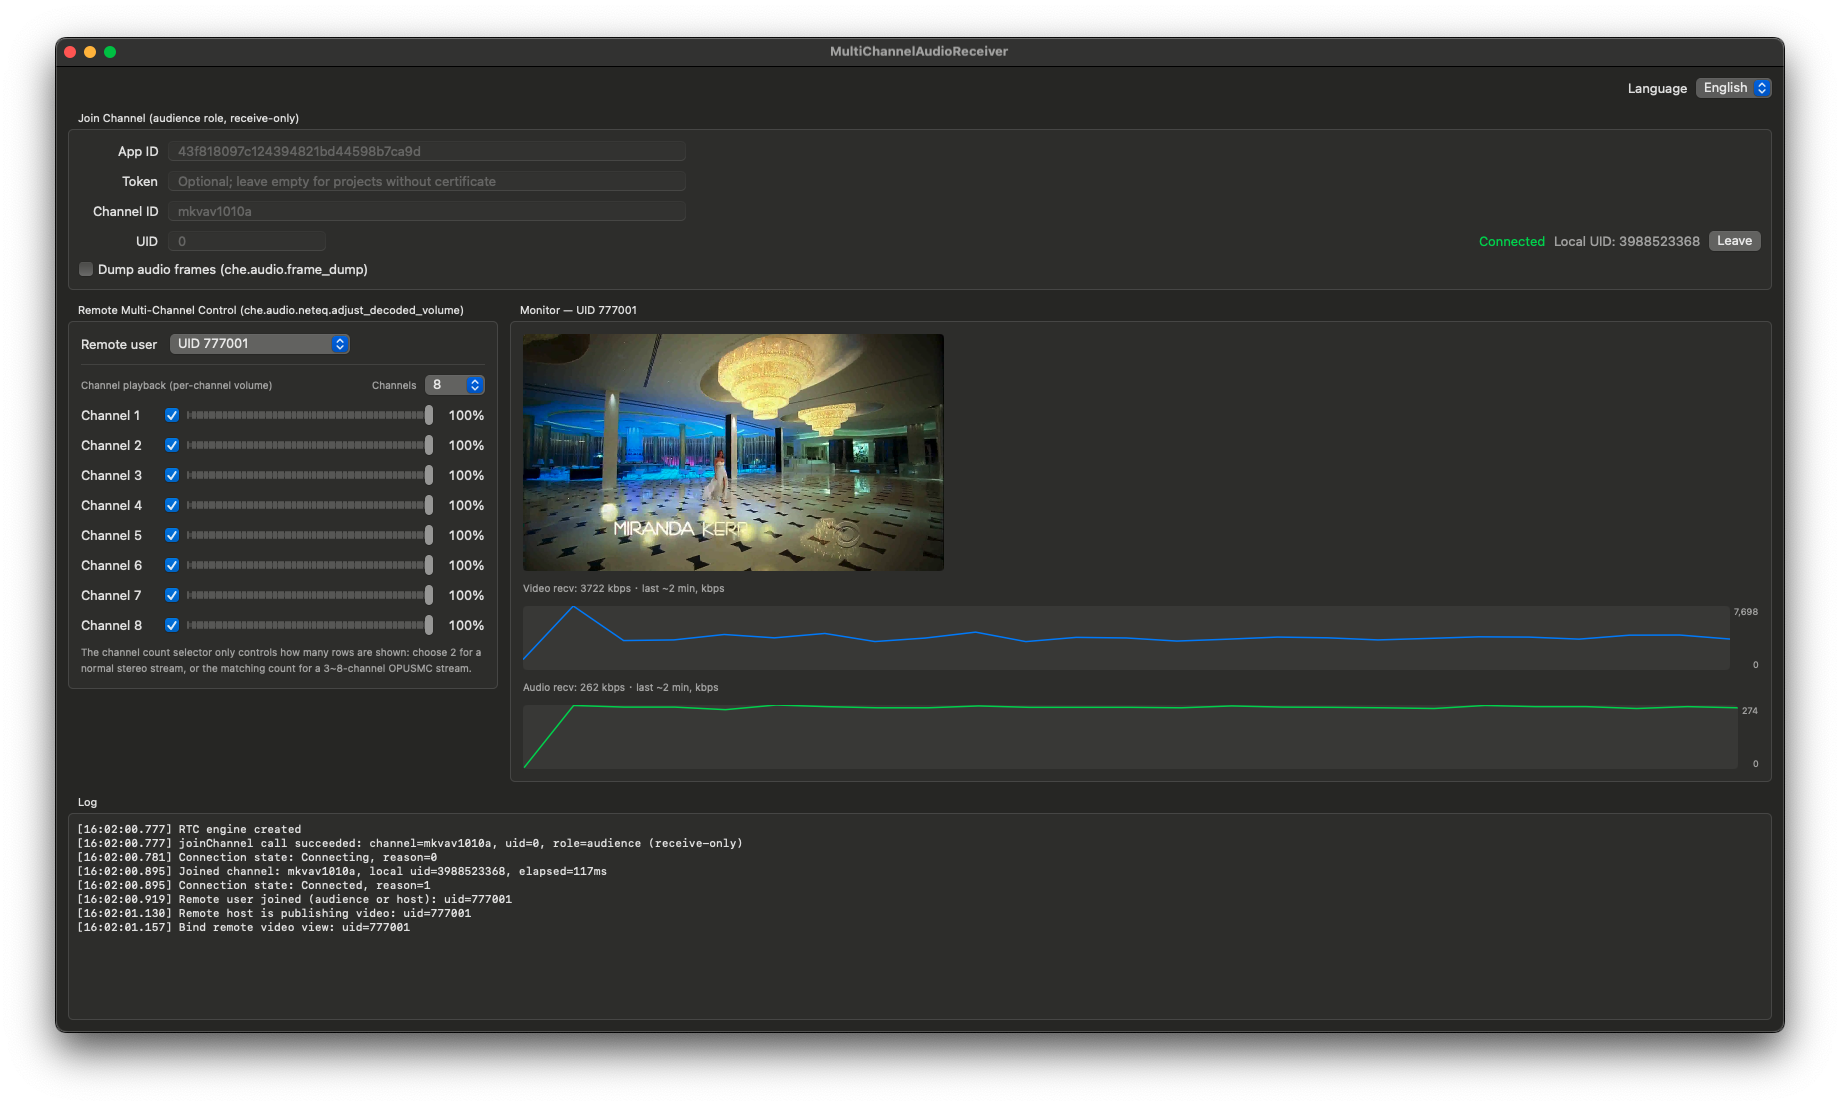 MultiChannelAudioReceiver
Language English
Join Channel (audience role, receive-only)
App ID 43f818097c124394821bd44598b7ca9d
Token Optional; leave empty for projects without certificate
Channel ID mkvav1010a
UID 0
Connected Local UID: 3988523368 Leave
Dump audio frames (che.audio.frame_dump)
Remote Multi-Channel Control (che.audio.neteq.adjust_decoded_volume)
Remote user UID 777001
Channel playback (per-channel volume) Channels 8
Channel 1 100%
Channel 2 100%
Channel 3 100%
Channel 4 100%
Channel 5 100%
Channel 6 100%
Channel 7 100%
Channel 8 100%
The channel count selector only controls how many rows are shown: choose 2 for a
normal stereo stream, or the matching count for a 3~8-channel OPUSMC stream.
Monitor — UID 777001
MIRANDA KERR
Video recv: 3722 kbps · last ~2 min, kbps
7,698
0
Audio recv: 262 kbps · last ~2 min, kbps
274
0
Log
[16:02:00.777] RTC engine created
[16:02:00.777] joinChannel call succeeded: channel=mkvav1010a, uid=0, role=audience (receive-only)
[16:02:00.781] Connection state: Connecting, reason=0
[16:02:00.895] Joined channel: mkvav1010a, local uid=3988523368, elapsed=117ms
[16:02:00.895] Connection state: Connected, reason=1
[16:02:00.919] Remote user joined (audience or host): uid=777001
[16:02:01.130] Remote host is publishing video: uid=777001
[16:02:01.157] Bind remote video view: uid=777001